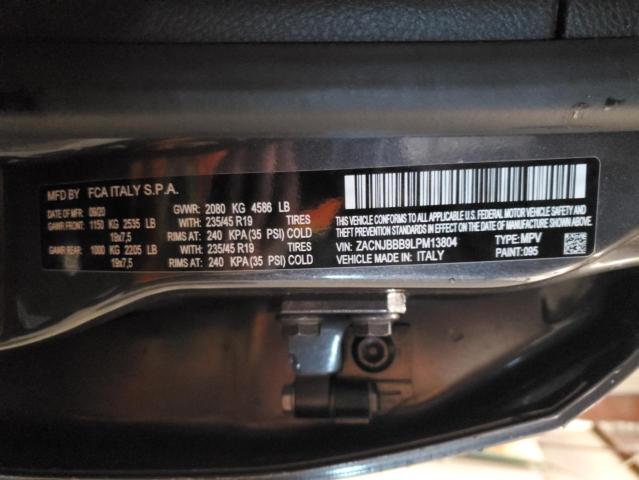 MFD BY FCA ITALY S.P.A.
DATE OF MFR 09/20 GVWR: 2080 KG 4586 LB
GAWR FRONT: 1150 KG 2535 LB WITH: 235/45 R19 TIRES
19x7,5 RIMS AT: 240 KPA (35 PSI) COLD
GAWR REAR: 1000 KG 2205 LB WITH: 235/45 R19 TIRES
19x7,5 RIMS AT: 240 KPA (35 PSI) COLD
THIS VEHICLE CONFORMS TO ALL APPLICABLE U.S. FEDERAL MOTOR VEHICLE SAFETY
STANDARDS IN EFFECT ON THE DATE OF MANUFACTURE SHOWN ABOVE.
VIN: ZACNJBBB9LPM13804 TYPE: MPV
VEHICLE MADE IN: ITALY PAINT: 095